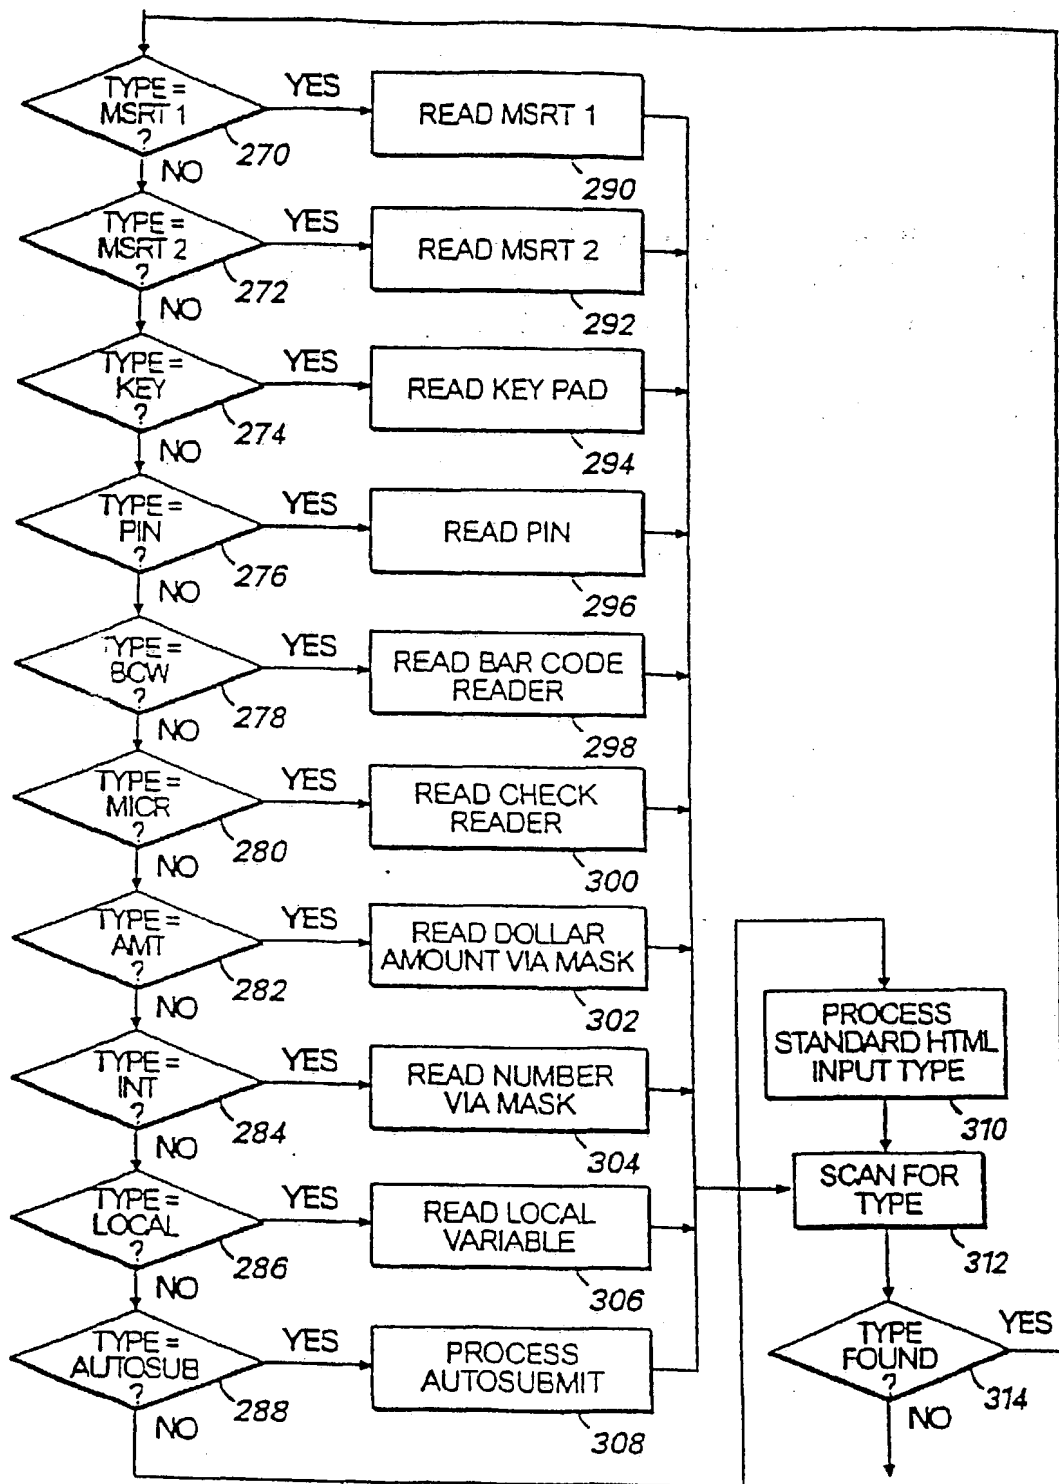 TYPE =
MSRT 1
?
270
YES
NO
READ MSRT 1
290
TYPE =
MSRT 2
?
272
YES
NO
READ MSRT 2
292
TYPE =
KEY
?
274
YES
NO
READ KEY PAD
294
TYPE =
PIN
?
276
YES
NO
READ PIN
296
TYPE =
BCW
?
278
YES
NO
READ BAR CODE
READER
298
TYPE =
MICR
?
280
YES
NO
READ CHECK
READER
300
TYPE =
AMT
?
282
YES
NO
READ DOLLAR
AMOUNT VIA MASK
302
TYPE =
INT
?
284
YES
NO
READ NUMBER
VIA MASK
304
TYPE =
LOCAL
?
286
YES
NO
READ LOCAL
VARIABLE
306
TYPE =
AUTOSUB
?
288
YES
NO
PROCESS
AUTOSUBMIT
308
PROCESS
STANDARD HTML
INPUT TYPE
310
SCAN FOR
TYPE
312
TYPE
FOUND
?
314
YES
NO